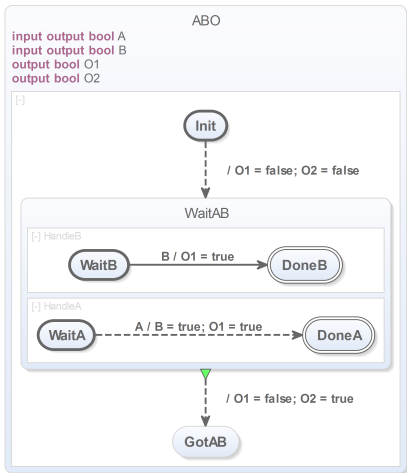 ABO
input output bool A
input output bool B
output bool O1
output bool O2
[-]
Init
/ O1 = false; O2 = false
WaitAB
[-] HandleB
WaitB
B / O1 = true
DoneB
[-] HandleA
WaitA
A / B = true; O1 = true
DoneA
/ O1 = false; O2 = true
GotAB